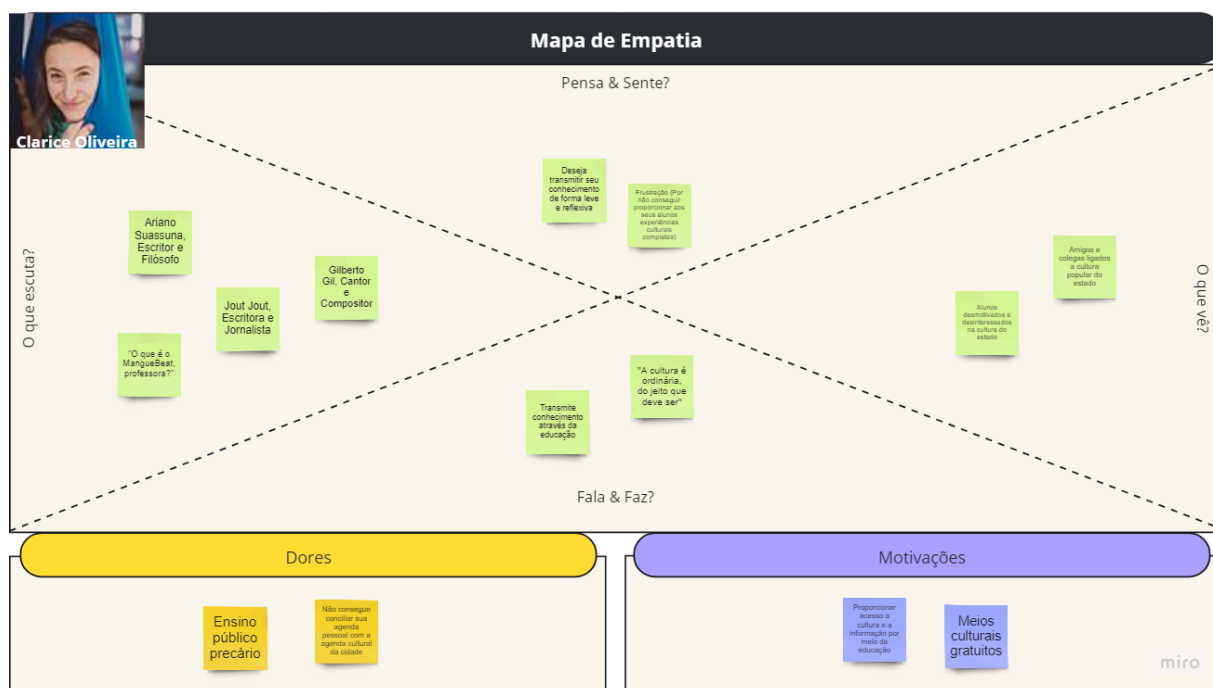 Mapa de Empatia
Clarice Oliveira
Pensa & Sente?
Deseja
transmitir seu
conhecimento
de forma leve
e reflexiva
Frustração (Por
não conseguir
proporcionar aos
seus alunos
experiências
culturais
completas)
O que escuta?
Ariano
Suassuna,
Escritor e
Filósofo
Gilberto
Gil, Cantor
e
Compositor
Jout Jout,
Escritora e
Jornalista
"O que é o
MangueBeat,
professora?"
O que vê?
Amigos e
colegas ligados
a cultura
popular do
estado
Alunos
desmotivados e
desinteressados
na cultura do
estado
"A cultura é
ordinária,
do jeito que
deve ser"
Transmite
conhecimento
através da
educação
Fala & Faz?
Dores
Ensino
público
precário
Não consegue
conciliar sua
agenda
pessoal com a
agenda cultural
da cidade
Motivações
Proporcionar
acesso a
cultura e a
informação por
meio da
educação
Meios
culturais
gratuitos
miro